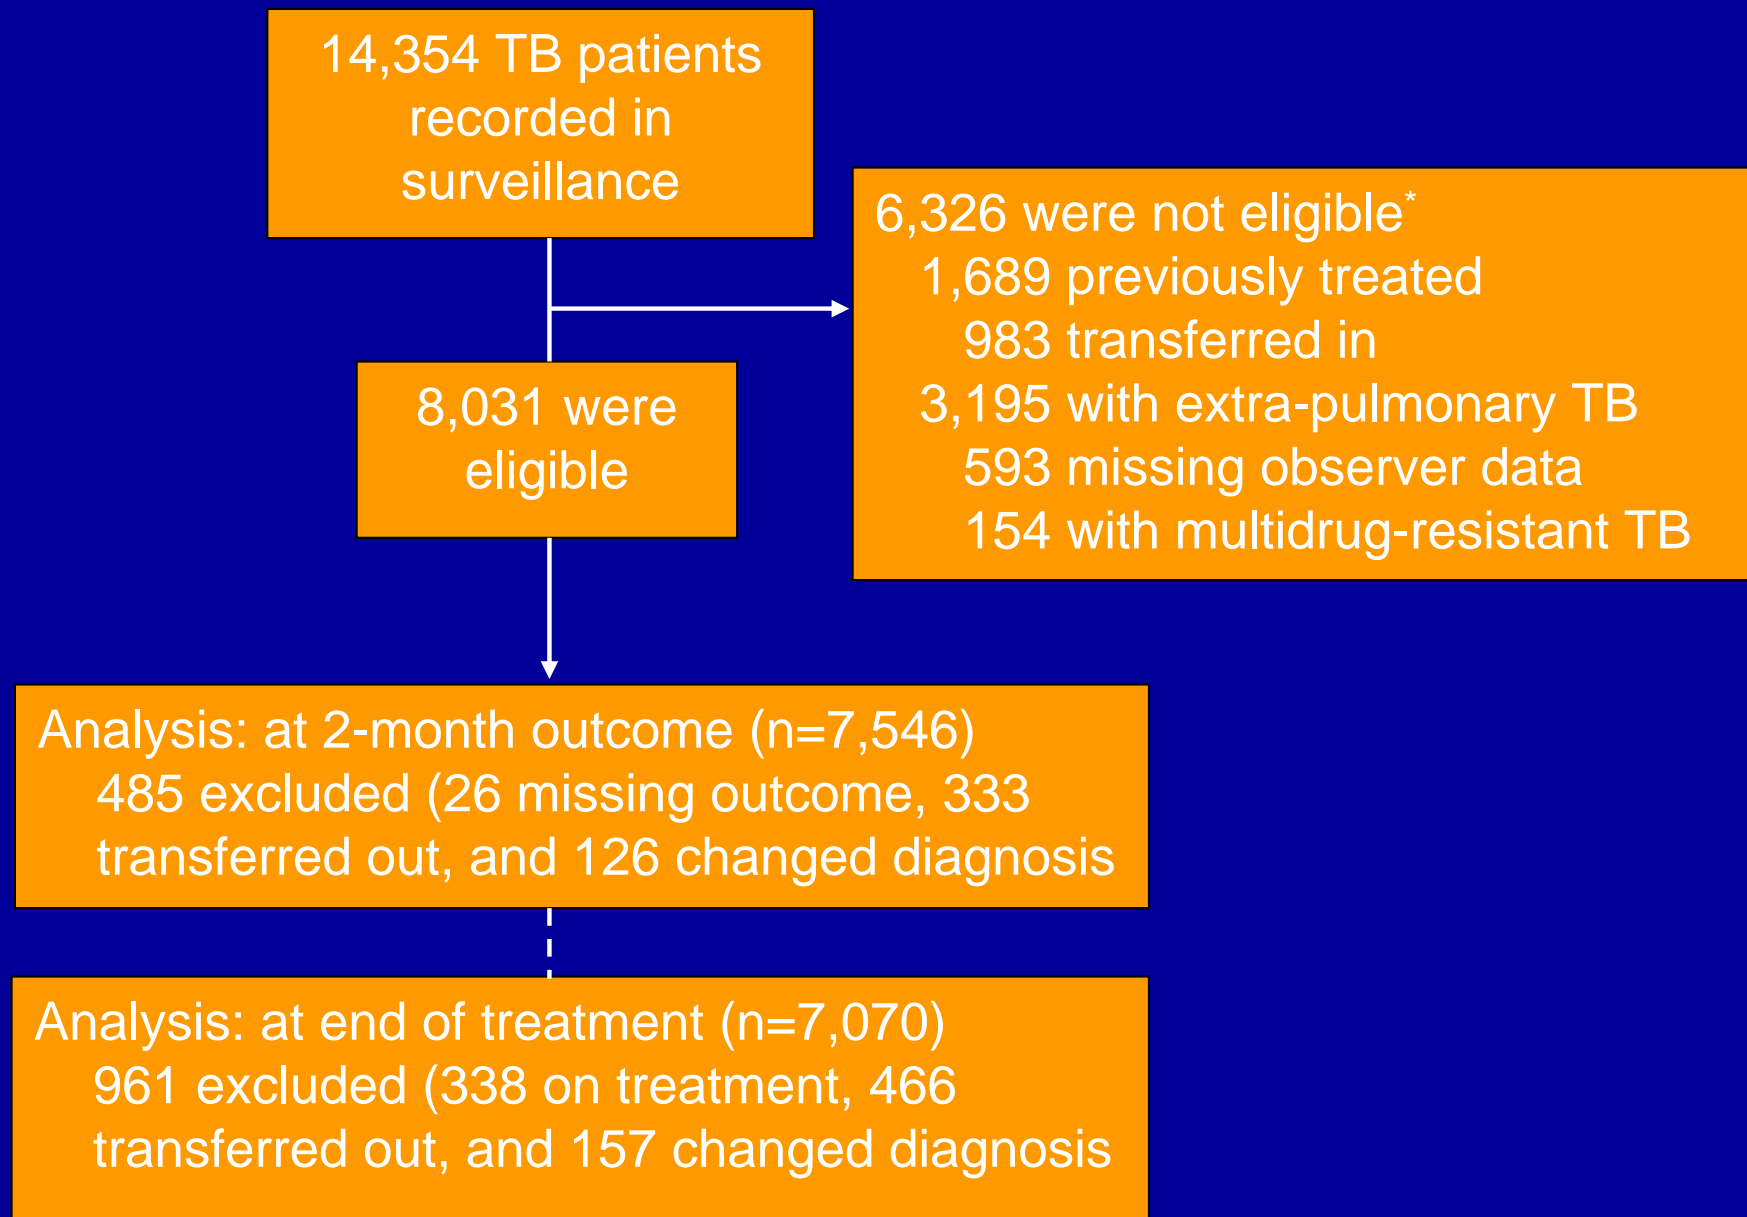 14,354 TB patients
recorded in
surveillance
6,326 were not eligible*
1,689 previously treated
983 transferred in
3,195 with extra-pulmonary TB
593 missing observer data
154 with multidrug-resistant TB
8,031 were
eligible
Analysis: at 2-month outcome (n=7,546)
485 excluded (26 missing outcome, 333
transferred out, and 126 changed diagnosis
Analysis: at end of treatment (n=7,070)
961 excluded (338 on treatment, 466
transferred out, and 157 changed diagnosis